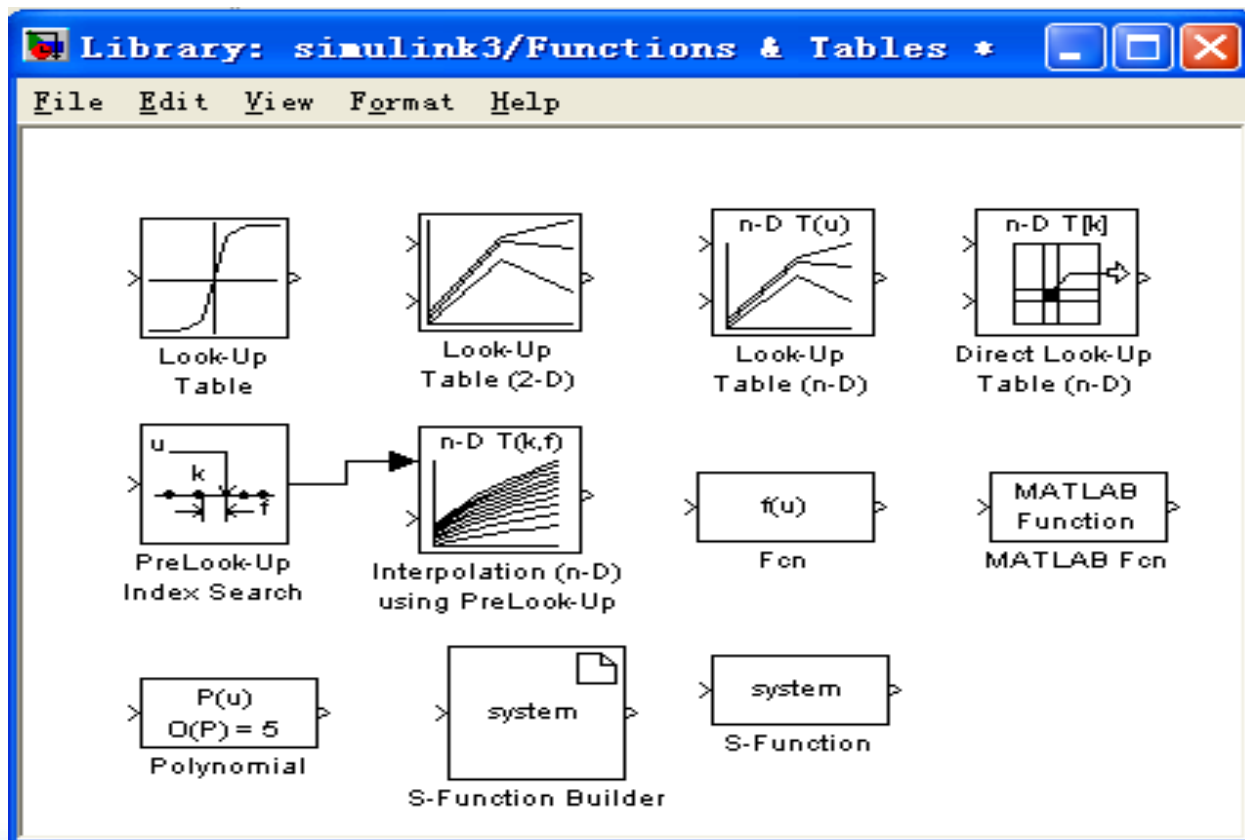 Library: simulink3/Functions & Tables *
File Edit View Format Help
Look-Up
Table
Look-Up
Table (2-D)
n-D T(u)
Look-Up
Table (n-D)
n-D T[k]
Direct Look-Up
Table (n-D)
u
k
f
PreLook-Up
Index Search
n-D T(k,f)
Interpolation (n-D)
using PreLook-Up
f(u)
Fcn
MATLAB
Function
MATLAB Fcn
P(u)
O(P) = 5
Polynomial
system
S-Function Builder
system
S-Function